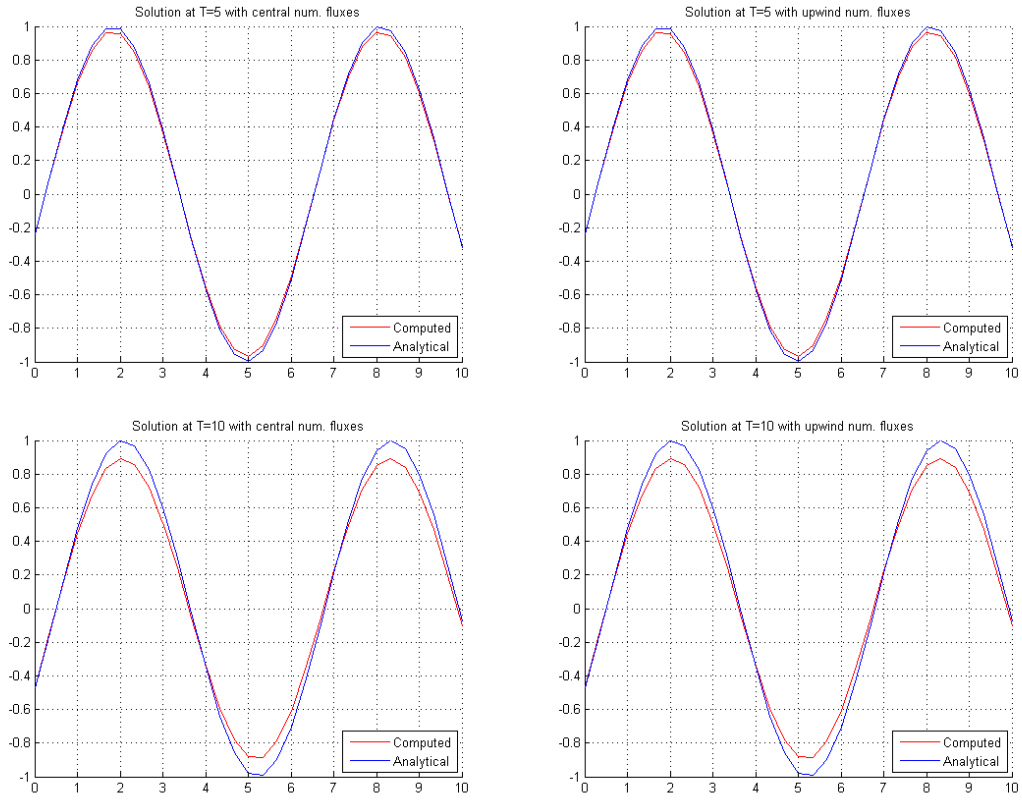 Solution at T=5 with central num. fluxes
1
0.8
0.6
0.4
0.2
0
-0.2
-0.4
-0.6
-0.8
-1
0 1 2 3 4 5 6 7 8 9 10
Computed
Analytical
Solution at T=5 with upwind num. fluxes
1
0.8
0.6
0.4
0.2
0
-0.2
-0.4
-0.6
-0.8
-1
0 1 2 3 4 5 6 7 8 9 10
Computed
Analytical
Solution at T=10 with central num. fluxes
1
0.8
0.6
0.4
0.2
0
-0.2
-0.4
-0.6
-0.8
-1
0 1 2 3 4 5 6 7 8 9 10
Computed
Analytical
Solution at T=10 with upwind num. fluxes
1
0.8
0.6
0.4
0.2
0
-0.2
-0.4
-0.6
-0.8
-1
0 1 2 3 4 5 6 7 8 9 10
Computed
Analytical